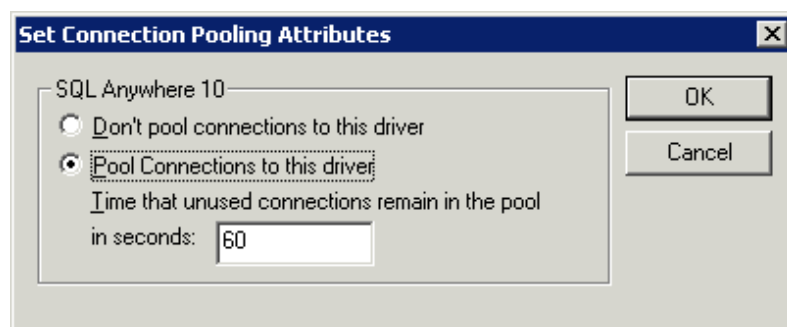 Set Connection Pooling Attributes
SQL Anywhere 10
Don't pool connections to this driver
Pool Connections to this driver
Time that unused connections remain in the pool
in seconds: 60
OK
Cancel